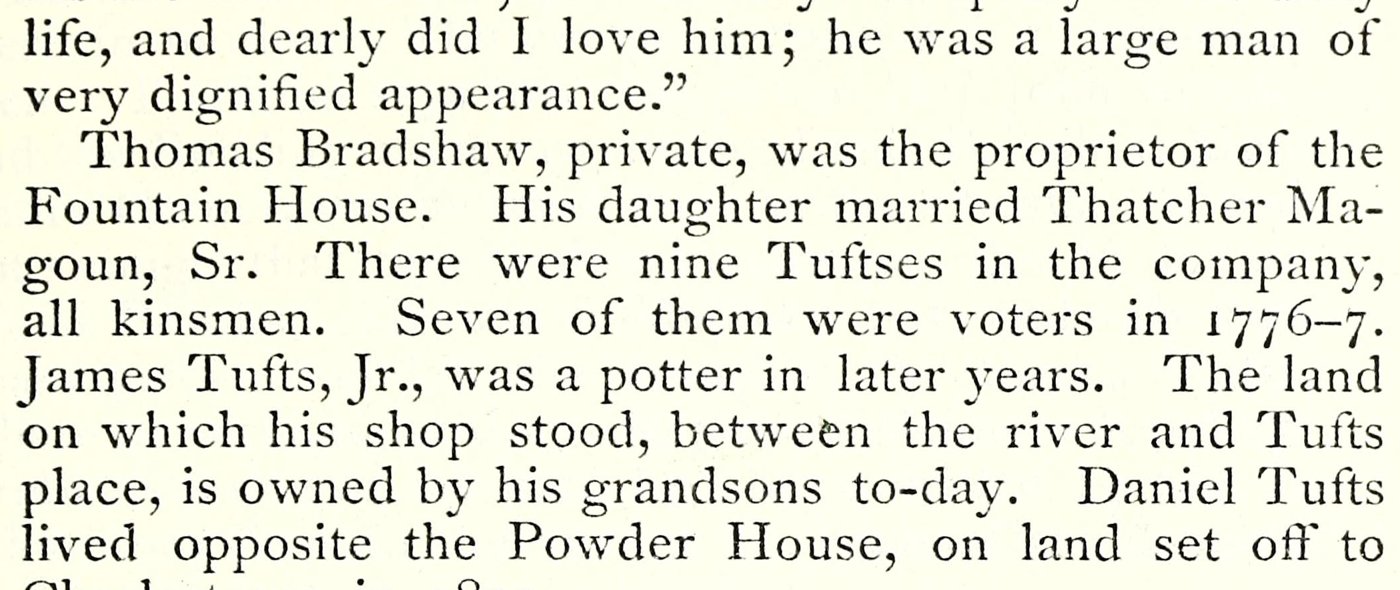 life, and dearly did I love him; he was a large man of
very dignified appearance.”
Thomas Bradshaw, private, was the proprietor of the
Fountain House. His daughter married Thatcher Ma-
goun, Sr. There were nine Tuftses in the company,
all kinsmen. Seven of them were voters in 1776–7.
James Tufts, Jr., was a potter in later years. The land
on which his shop stood, between the river and Tufts
place, is owned by his grandsons to-day. Daniel Tufts
lived opposite the Powder House, on land set off to